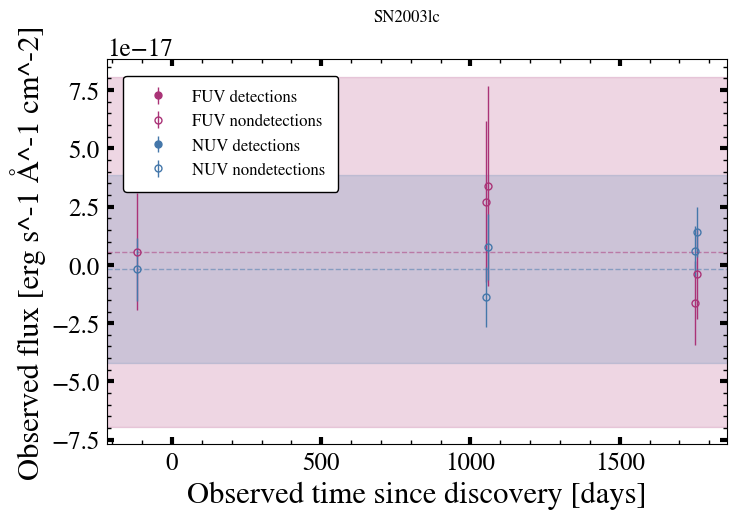 SN2003lc
1e−17
7.5
5.0
2.5
0.0
−2.5
−5.0
−7.5
Observed flux [erg s^-1 Å^-1 cm^-2]
FUV detections
FUV nondetections
NUV detections
NUV nondetections
0
500
1000
1500
Observed time since discovery [days]